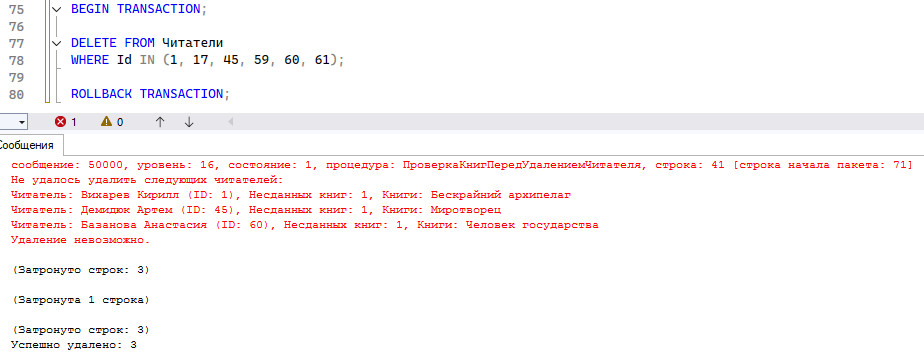 75 BEGIN TRANSACTION;
76
77 DELETE FROM Читатели
78 WHERE Id IN (1, 17, 45, 59, 60, 61);
79
80 ROLLBACK TRANSACTION;
1 0
Сообщения
сообщение: 50000, уровень: 16, состояние: 1, процедура: ПроверкаКнигПередУдалениемЧитателя, строка: 41 [строка начала пакета: 71]
Не удалось удалить следующих читателей:
Читатель: Вихарев Кирилл (ID: 1), Несданных книг: 1, Книги: Бескрайний архипелаг
Читатель: Демидюк Артем (ID: 45), Несданных книг: 1, Книги: Миротворец
Читатель: Базанова Анастасия (ID: 60), Несданных книг: 1, Книги: Человек государства
Удаление невозможно.
(Затронуто строк: 3)
(Затронута 1 строка)
(Затронуто строк: 3)
Успешно удалено: 3